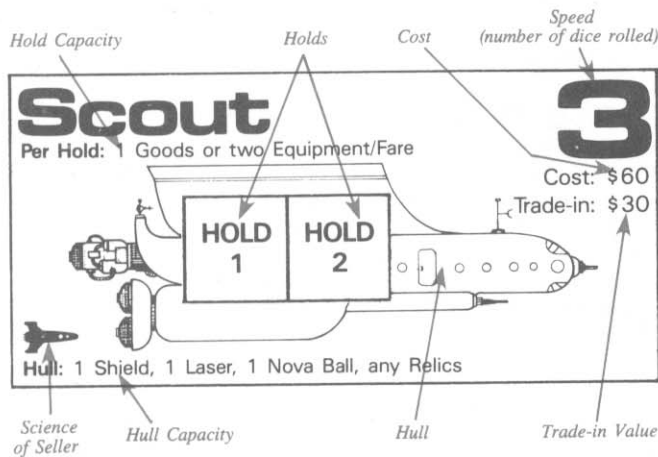 Speed
(number of dice rolled)
Hold Capacity
Holds
Cost
Scout
3
Per Hold: 1 Goods or two Equipment/Fare
Cost: $60
Trade-in: $30
HOLD
1
HOLD
2
Hull: 1 Shield, 1 Laser, 1 Nova Ball, any Relics
Science
of Seller
Hull Capacity
Hull
Trade-in Value